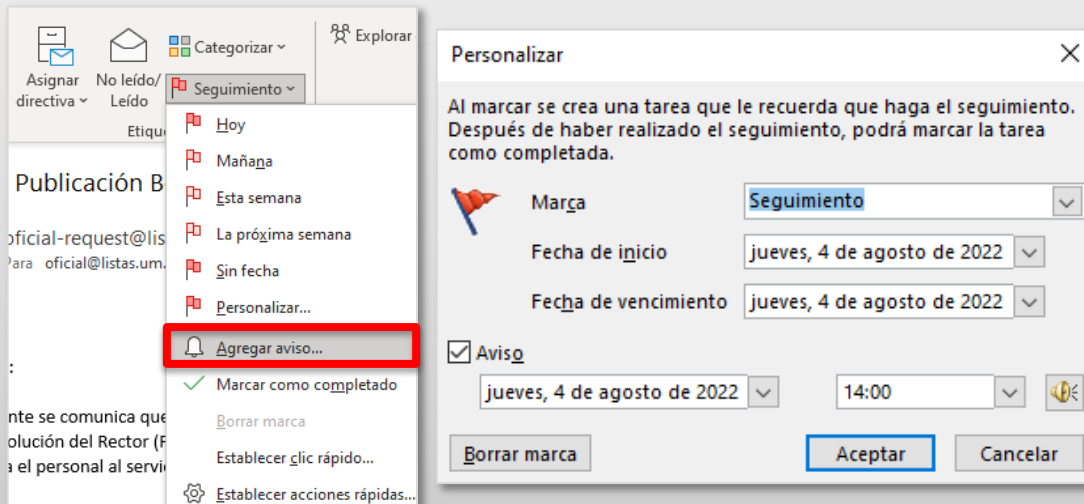 Asignar
directiva
No leído/
Leído
Categorizar
Seguimiento
Explorar
Etiqu
Hoy
Mañana
Esta semana
La próxima semana
Sin fecha
Personalizar...
Agregar aviso...
Marcar como completado
Borrar marca
Establecer clic rápido...
Establecer acciones rápidas...
Publicación B
oficial-request@lis
Para oficial@listas.um.
:
nte se comunica que
olución del Rector (R
a el personal al servi
Personalizar
Al marcar se crea una tarea que le recuerda que haga el seguimiento.
Después de haber realizado el seguimiento, podrá marcar la tarea
como completada.
Marca Seguimiento
Fecha de inicio jueves, 4 de agosto de 2022
Fecha de vencimiento jueves, 4 de agosto de 2022
Aviso
jueves, 4 de agosto de 2022 14:00
Borrar marca Aceptar Cancelar